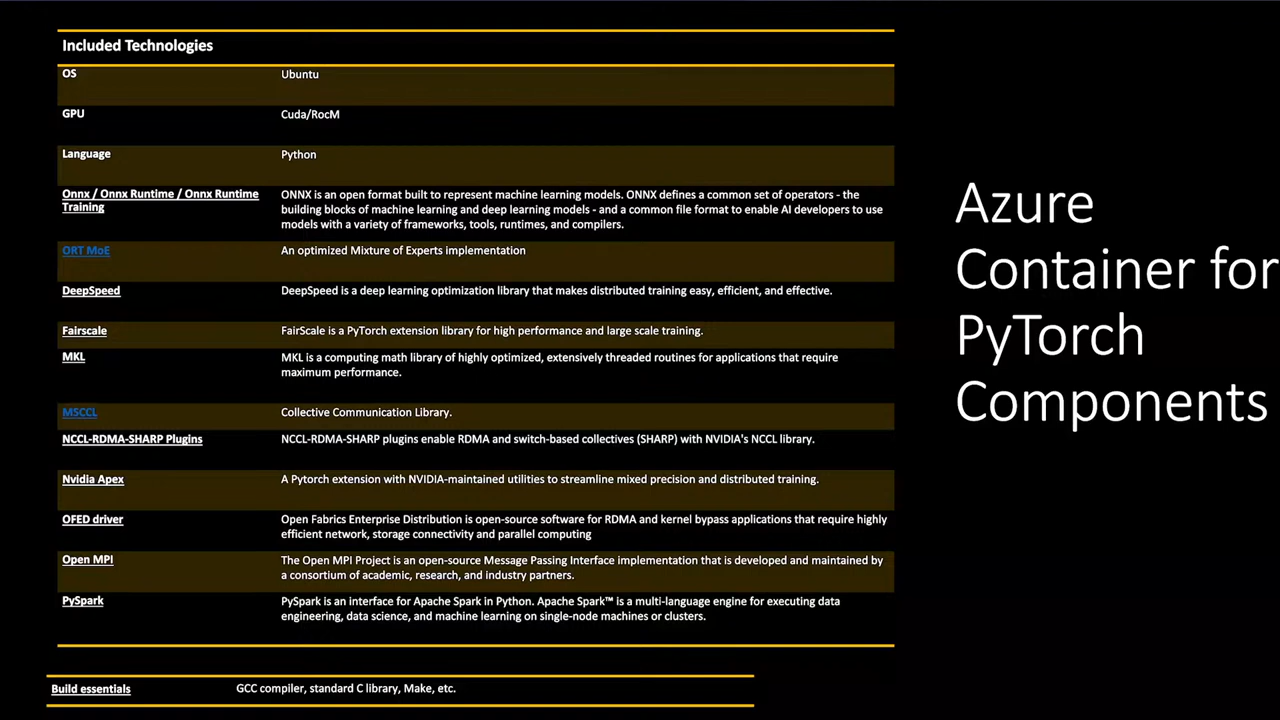 Included Technologies
OS
Ubuntu
GPU
Cuda/RocM
Language
Python
Onnx / Onnx Runtime / Onnx Runtime
Training
ONNX is an open format built to represent machine learning models. ONNX defines a common set of operators - the
building blocks of machine learning and deep learning models - and a common file format to enable AI developers to use
models with a variety of frameworks, tools, runtimes, and compilers.
ORT MoE
An optimized Mixture of Experts implementation
DeepSpeed
DeepSpeed is a deep learning optimization library that makes distributed training easy, efficient, and effective.
Fairscale
FairScale is a PyTorch extension library for high performance and large scale training.
MKL
MKL is a computing math library of highly optimized, extensively threaded routines for applications that require
maximum performance.
MSCCL
Collective Communication Library.
NCCL-RDMA-SHARP Plugins
NCCL-RDMA-SHARP plugins enable RDMA and switch-based collectives (SHARP) with NVIDIA's NCCL library.
Nvidia Apex
A Pytorch extension with NVIDIA-maintained utilities to streamline mixed precision and distributed training.
OFED driver
Open Fabrics Enterprise Distribution is open-source software for RDMA and kernel bypass applications that require highly
efficient network, storage connectivity and parallel computing
Open MPI
The Open MPI Project is an open-source Message Passing Interface implementation that is developed and maintained by
a consortium of academic, research, and industry partners.
PySpark
PySpark is an interface for Apache Spark in Python. Apache Spark™ is a multi-language engine for executing data
engineering, data science, and machine learning on single-node machines or clusters.
Build essentials
GCC compiler, standard C library, Make, etc.
Azure
Container for
PyTorch
Components